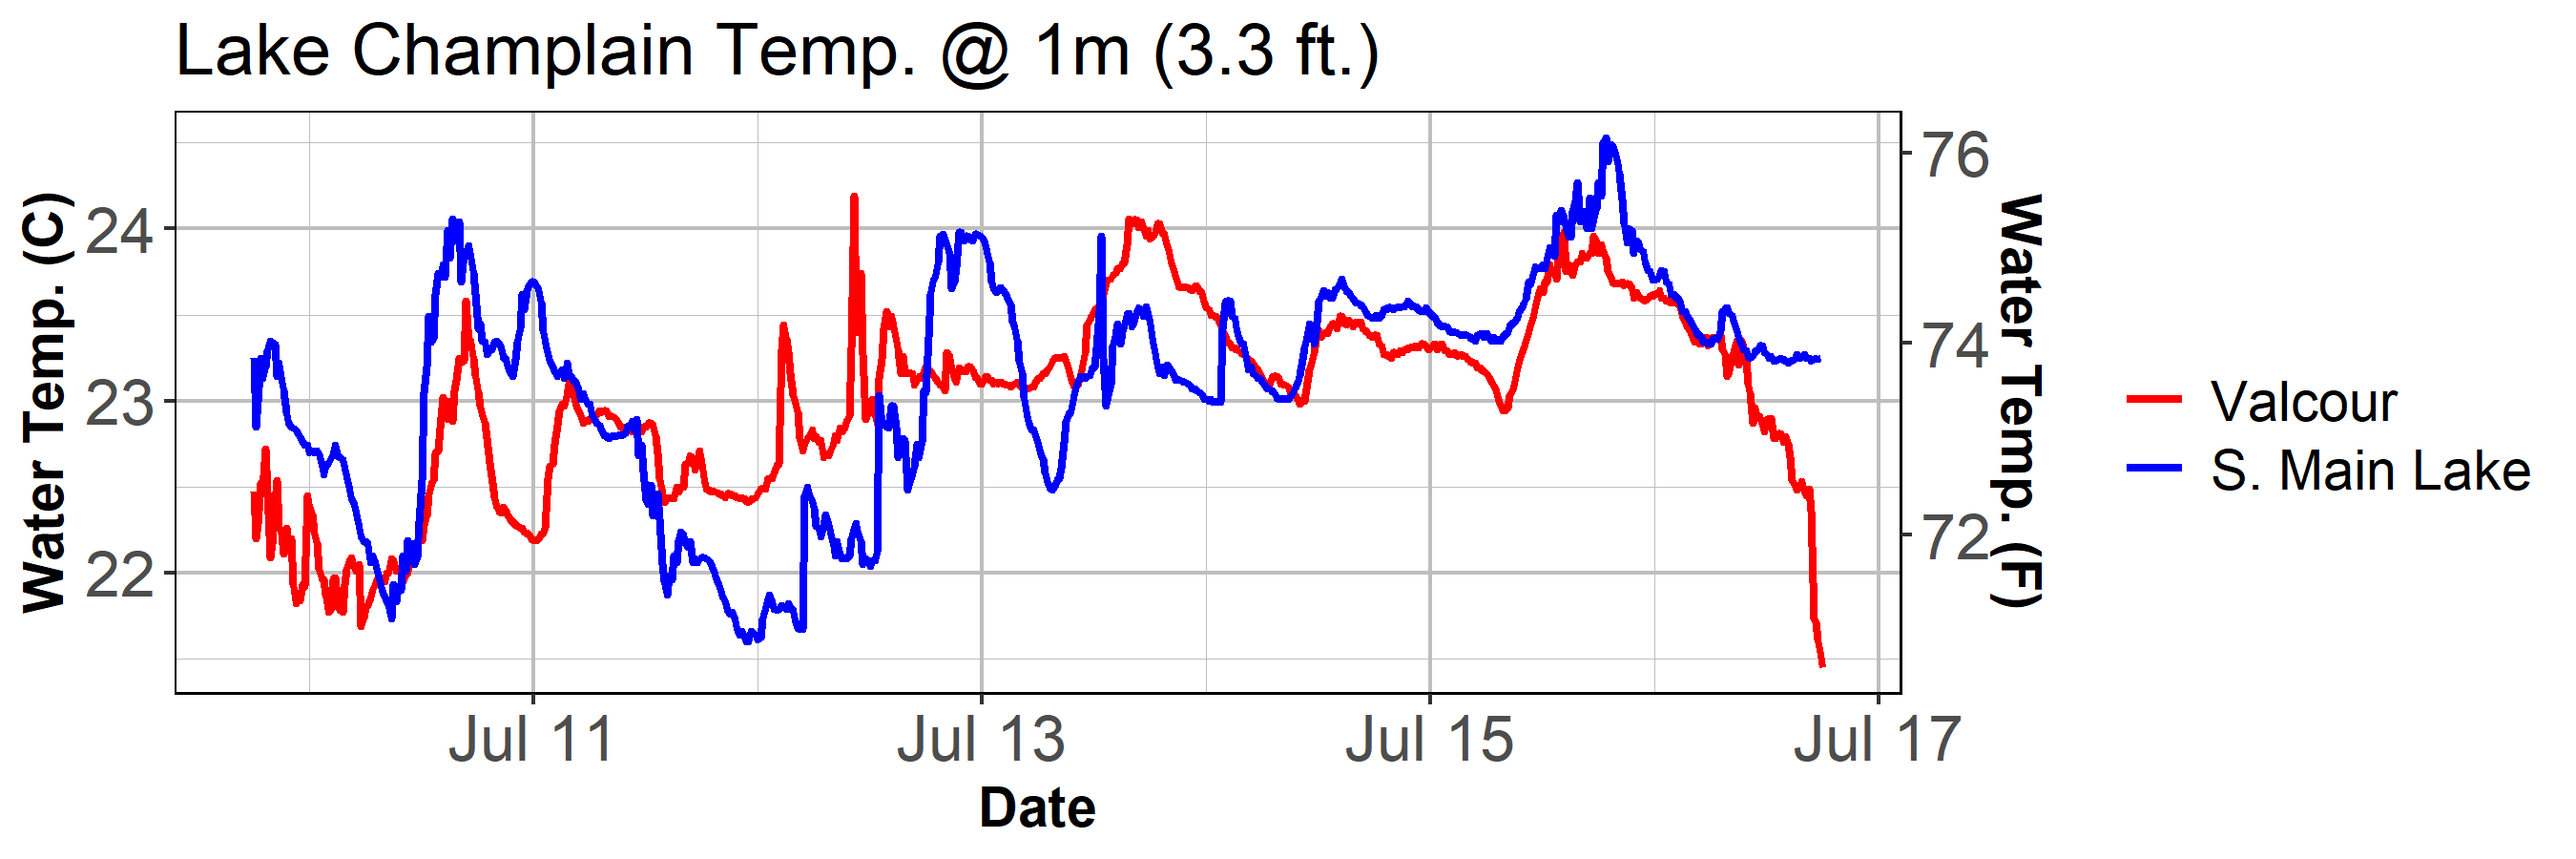 Lake Champlain Temp. @ 1m (3.3 ft.)
Water Temp. (C)
24
23
22
76
74
72
Water Temp. (F)
Jul 11
Jul 13
Jul 15
Jul 17
Date
Valcour
S. Main Lake